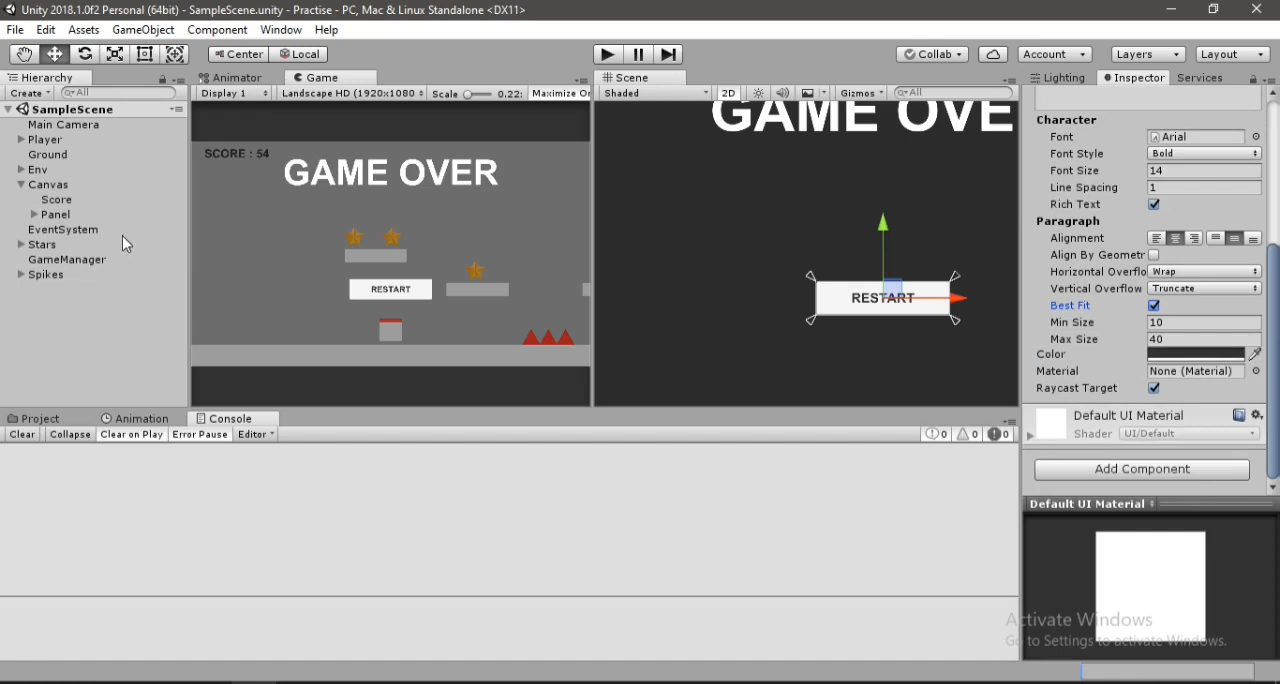 Unity 2018.1.0f2 Personal (64bit) - SampleScene.unity - Practise - PC, Mac & Linux Standalone <DX11>
File Edit Assets GameObject Component Window Help
Center Local Collab Account Layers Layout
Hierarchy Animator Game Scene Lighting Inspector Services
Create All Display 1 Landscape HD (1920x1080 Scale 0.22: Maximize Or Shaded 2D Gizmos All
SampleScene
Main Camera
Player
Ground
Env
Canvas
Score
Panel
EventSystem
Stars
GameManager
Spikes
SCORE : 54
GAME OVER
RESTART
GAME OVE
RESTART
Character
Font Arial
Font Style Bold
Font Size 14
Line Spacing 1
Rich Text
Paragraph
Alignment
Align By Geometr
Horizontal Overflo Wrap
Vertical Overflow Truncate
Best Fit
Min Size 10
Max Size 40
Color
Material None (Material)
Raycast Target
Default UI Material
Shader UI/Default
Add Component
Default UI Material
Project Animation Console
Clear Collapse Clear on Play Error Pause Editor 0 0 0
Activate Windows
Go to Settings to activate Windows.